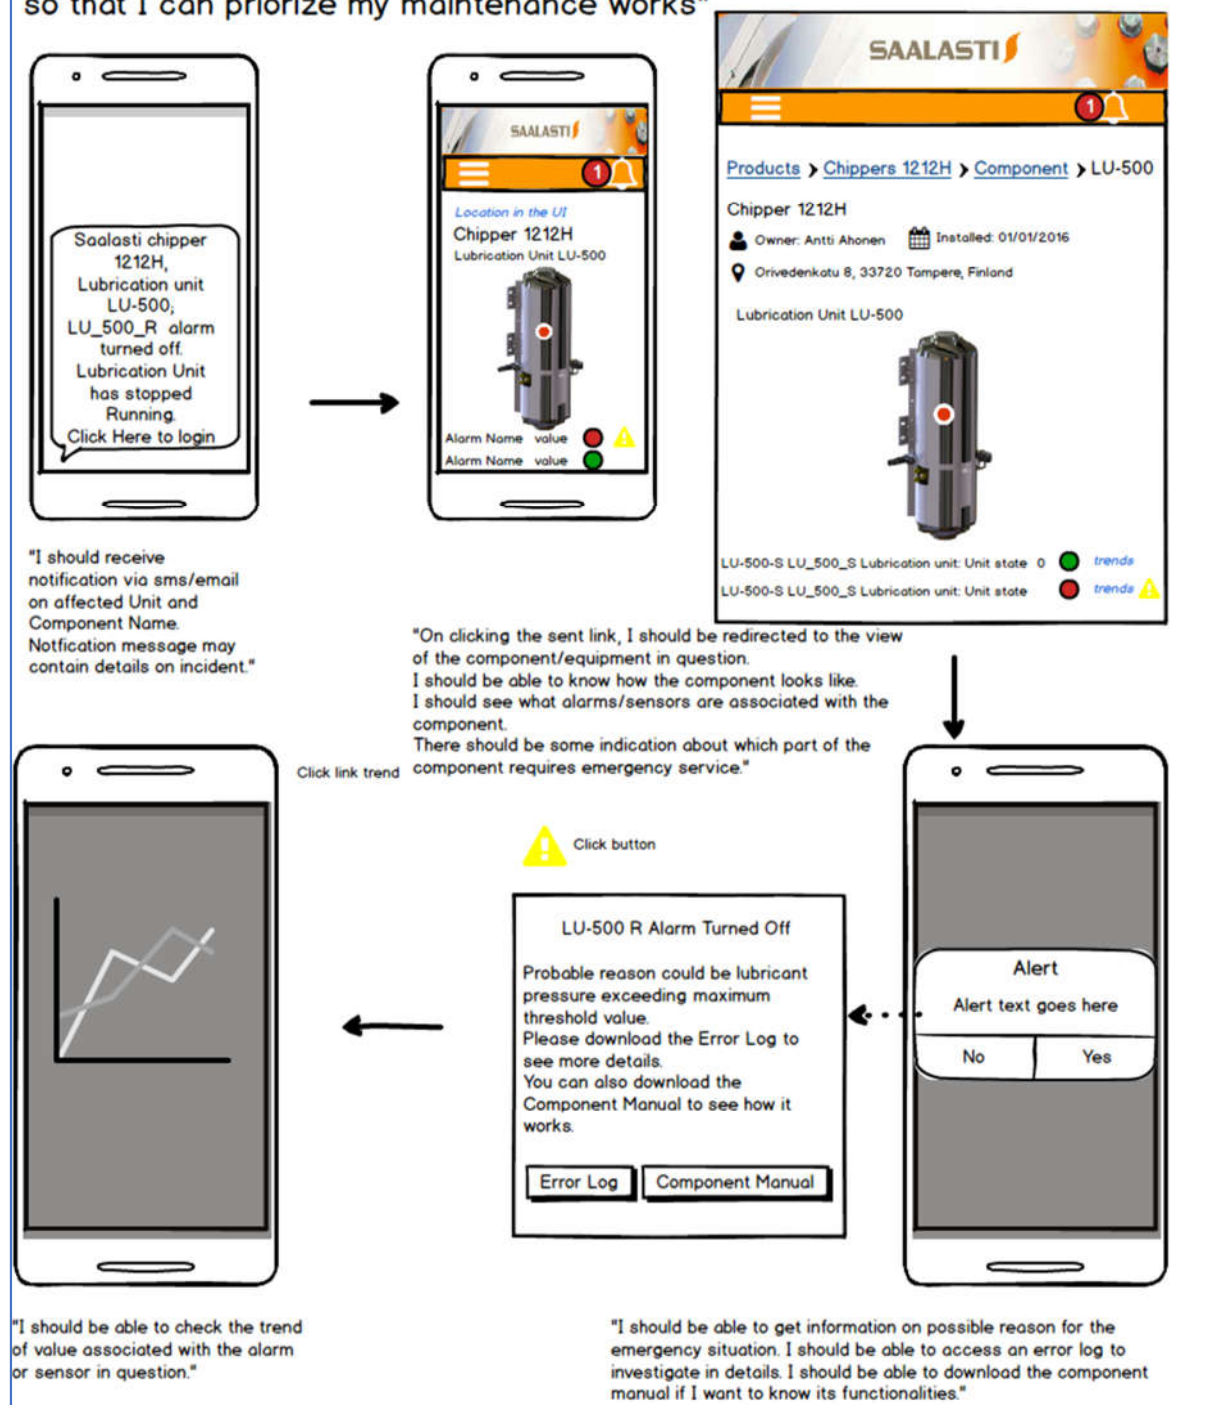 so that I can priorize my maintenance works"
Saalasti chipper
1212H,
Lubrication unit
LU-500;
LU_500_R alarm
turned off.
Lubrication Unit
has stopped
Running.
Click Here to login
"I should receive
notification via sms/email
on affected Unit and
Component Name.
Notfication message may
contain details on incident."
SAALASTI
1
Location in the UI
Chipper 1212H
Lubrication Unit LU-500
Alarm Name value
Alarm Name value
SAALASTI
1
Products > Chippers 1212H > Component > LU-500
Chipper 1212H
Owner: Antti Ahonen Installed: 01/01/2016
Orivedenkatu 8, 33720 Tampere, Finland
Lubrication Unit LU-500
LU-500-S LU_500_S Lubrication unit: Unit state 0 trends
LU-500-S LU_500_S Lubrication unit: Unit state trends
"On clicking the sent link, I should be redirected to the view
of the component/equipment in question.
I should be able to know how the component looks like.
I should see what alarms/sensors are associated with the
component.
There should be some indication about which part of the
component requires emergency service."
Click link trend
Click button
LU-500 R Alarm Turned Off
Probable reason could be lubricant
pressure exceeding maximum
threshold value.
Please download the Error Log to
see more details.
You can also download the
Component Manual to see how it
works.
Error Log Component Manual
Alert
Alert text goes here
No Yes
"I should be able to check the trend
of value associated with the alarm
or sensor in question."
"I should be able to get information on possible reason for the
emergency situation. I should be able to access an error log to
investigate in details. I should be able to download the component
manual if I want to know its functionalities."